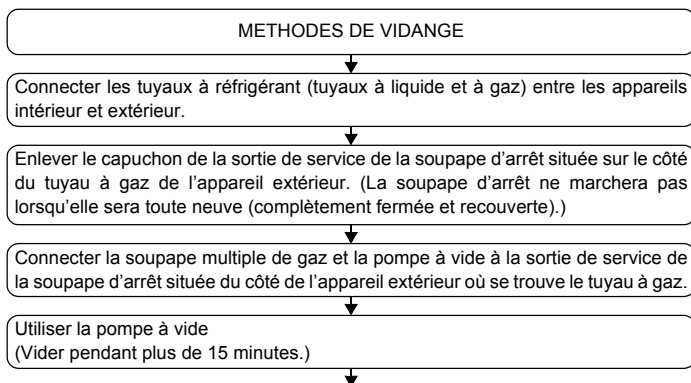 METHODES DE VIDANGE
Connecter les tuyaux à réfrigérant (tuyaux à liquide et à gaz) entre les appareils
intérieur et extérieur.
Enlever le capuchon de la sortie de service de la soupape d'arrêt située sur le côté
du tuyau à gaz de l'appareil extérieur. (La soupape d'arrêt ne marchera pas
lorsqu'elle sera toute neuve (complètement fermée et recouverte).)
Connecter la soupape multiple de gaz et la pompe à vide à la sortie de service de
la soupape d'arrêt située du côté de l'appareil extérieur où se trouve le tuyau à gaz.
Utiliser la pompe à vide
(Vider pendant plus de 15 minutes.)